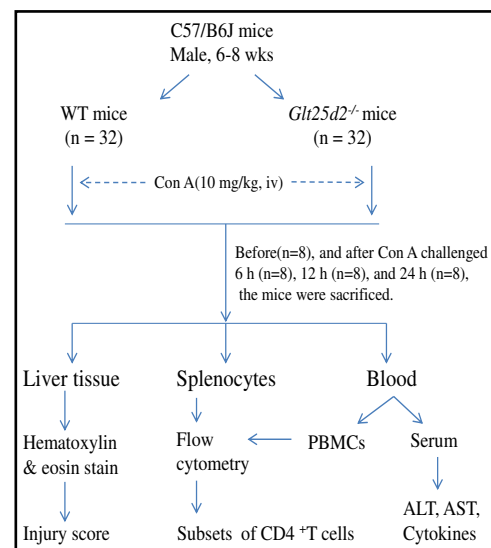 C57/B6J mice
Male, 6-8 wks
WT mice
(n = 32)
Glt25d2-/- mice
(n = 32)
Con A(10 mg/kg, iv)
Before(n=8), and after Con A challenged
6 h (n=8), 12 h (n=8), and 24 h (n=8),
the mice were sacrificed.
Liver tissue
Splenocytes
Blood
Hematoxylin
& eosin stain
Flow
cytometry
PBMCs
Serum
Injury score
Subsets of CD4 +T cells
ALT, AST,
Cytokines